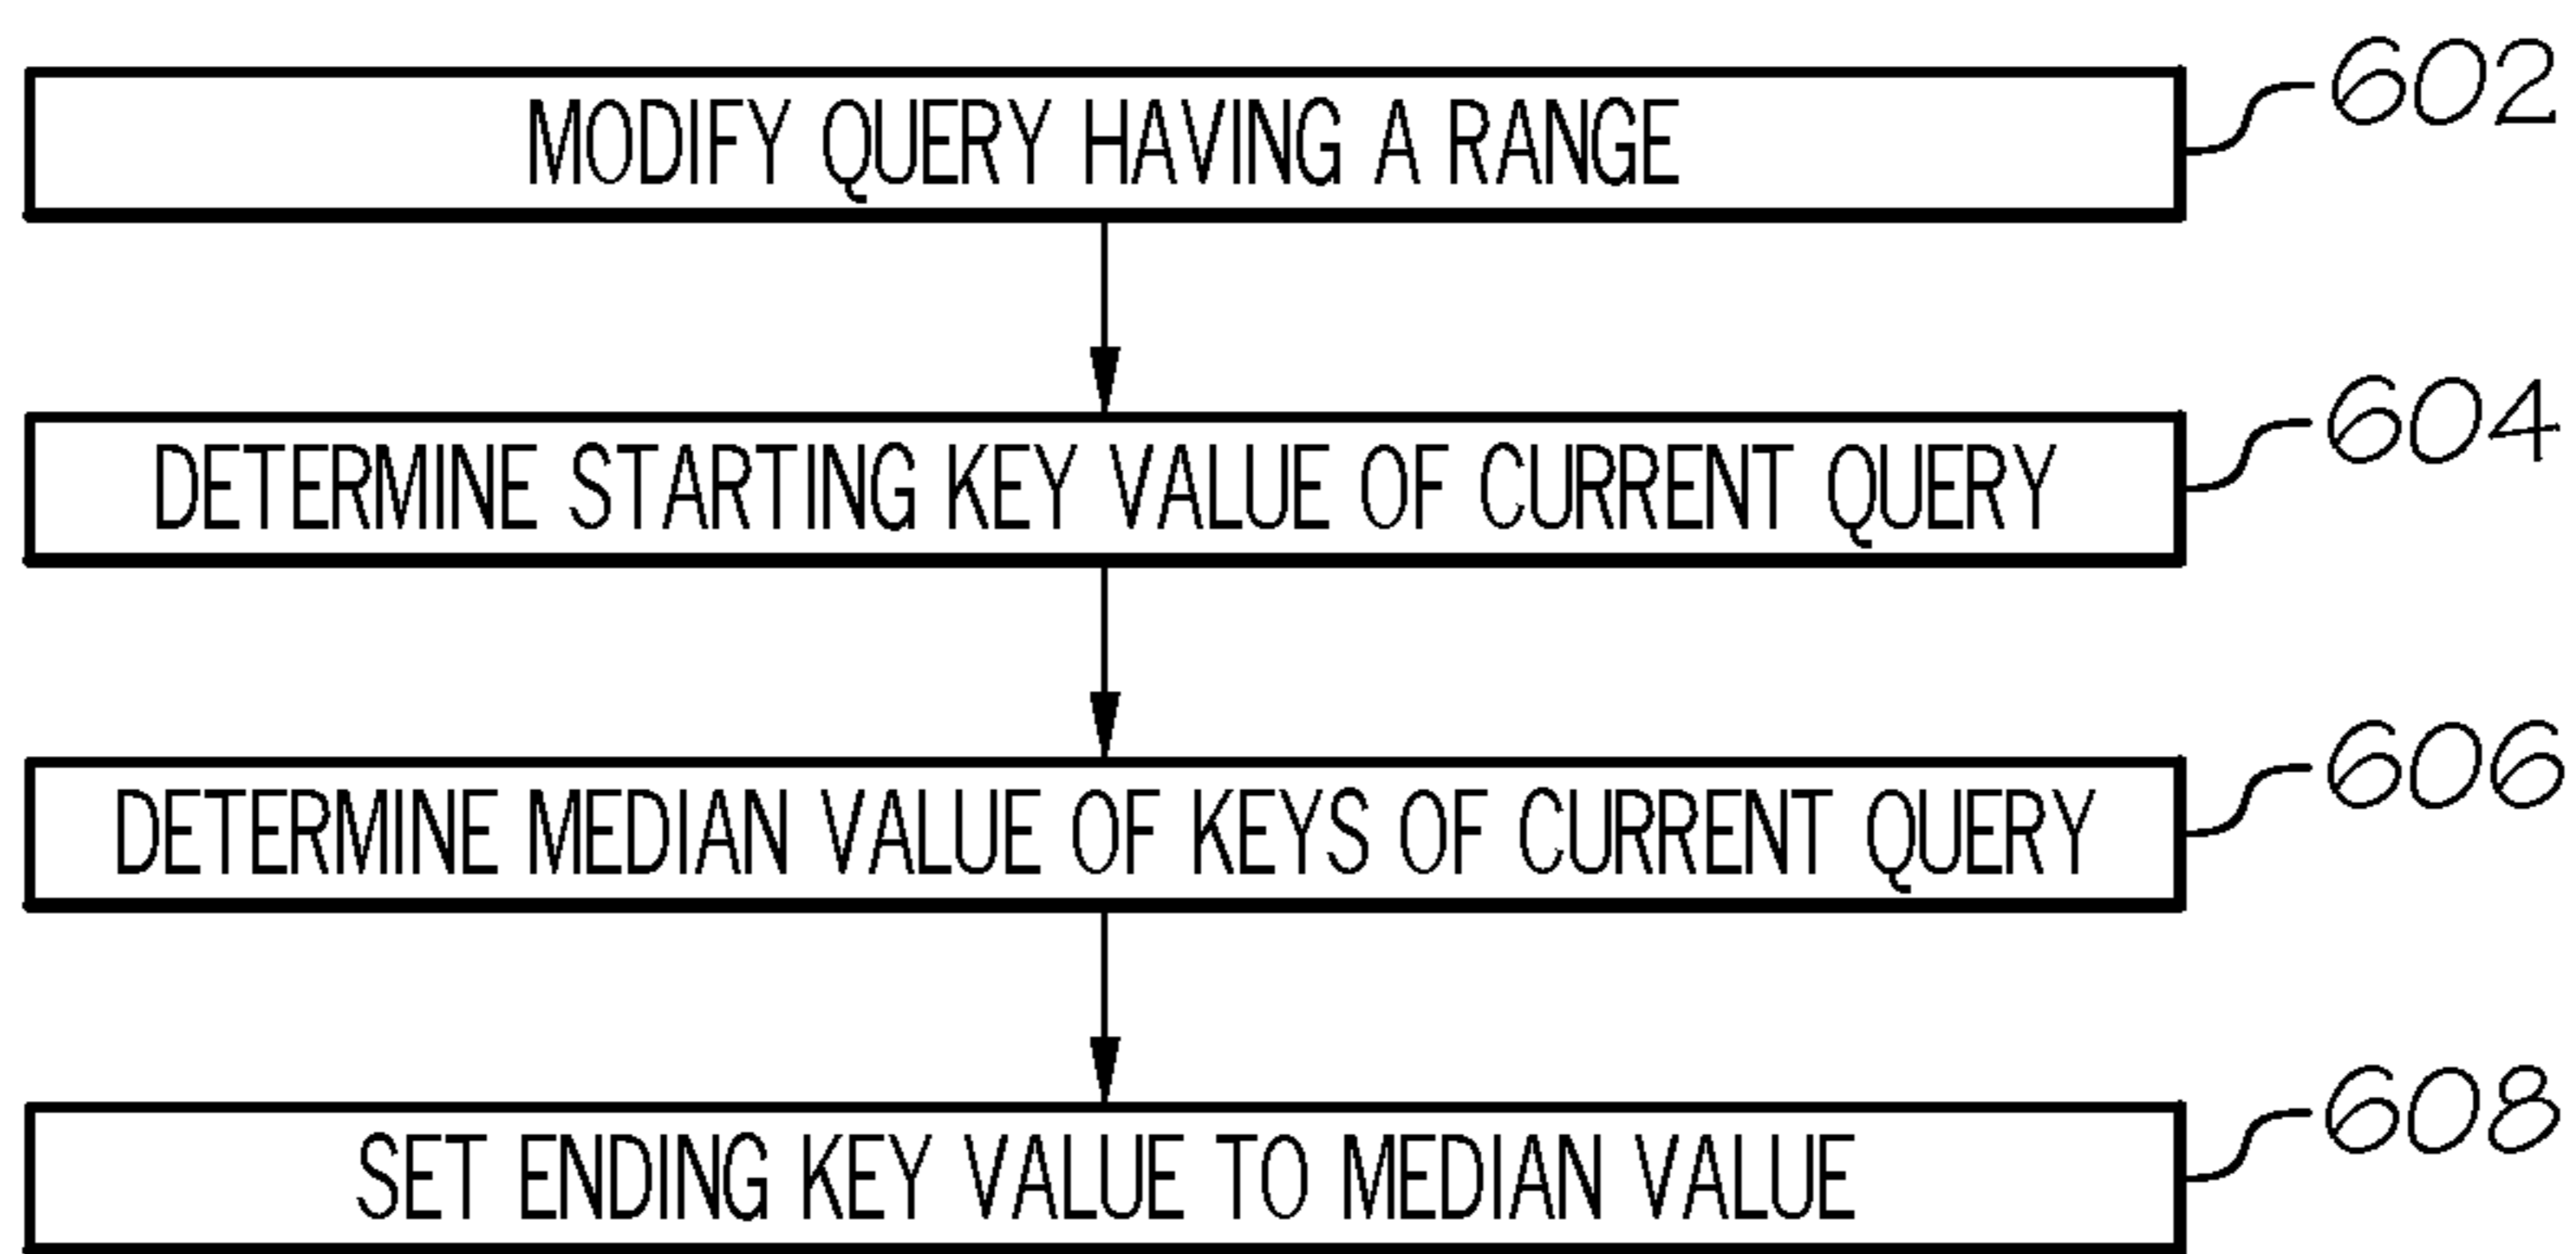 MODIFY QUERY HAVING A RANGE
602
DETERMINE STARTING KEY VALUE OF CURRENT QUERY
604
DETERMINE MEDIAN VALUE OF KEYS OF CURRENT QUERY
606
SET ENDING KEY VALUE TO MEDIAN VALUE
608